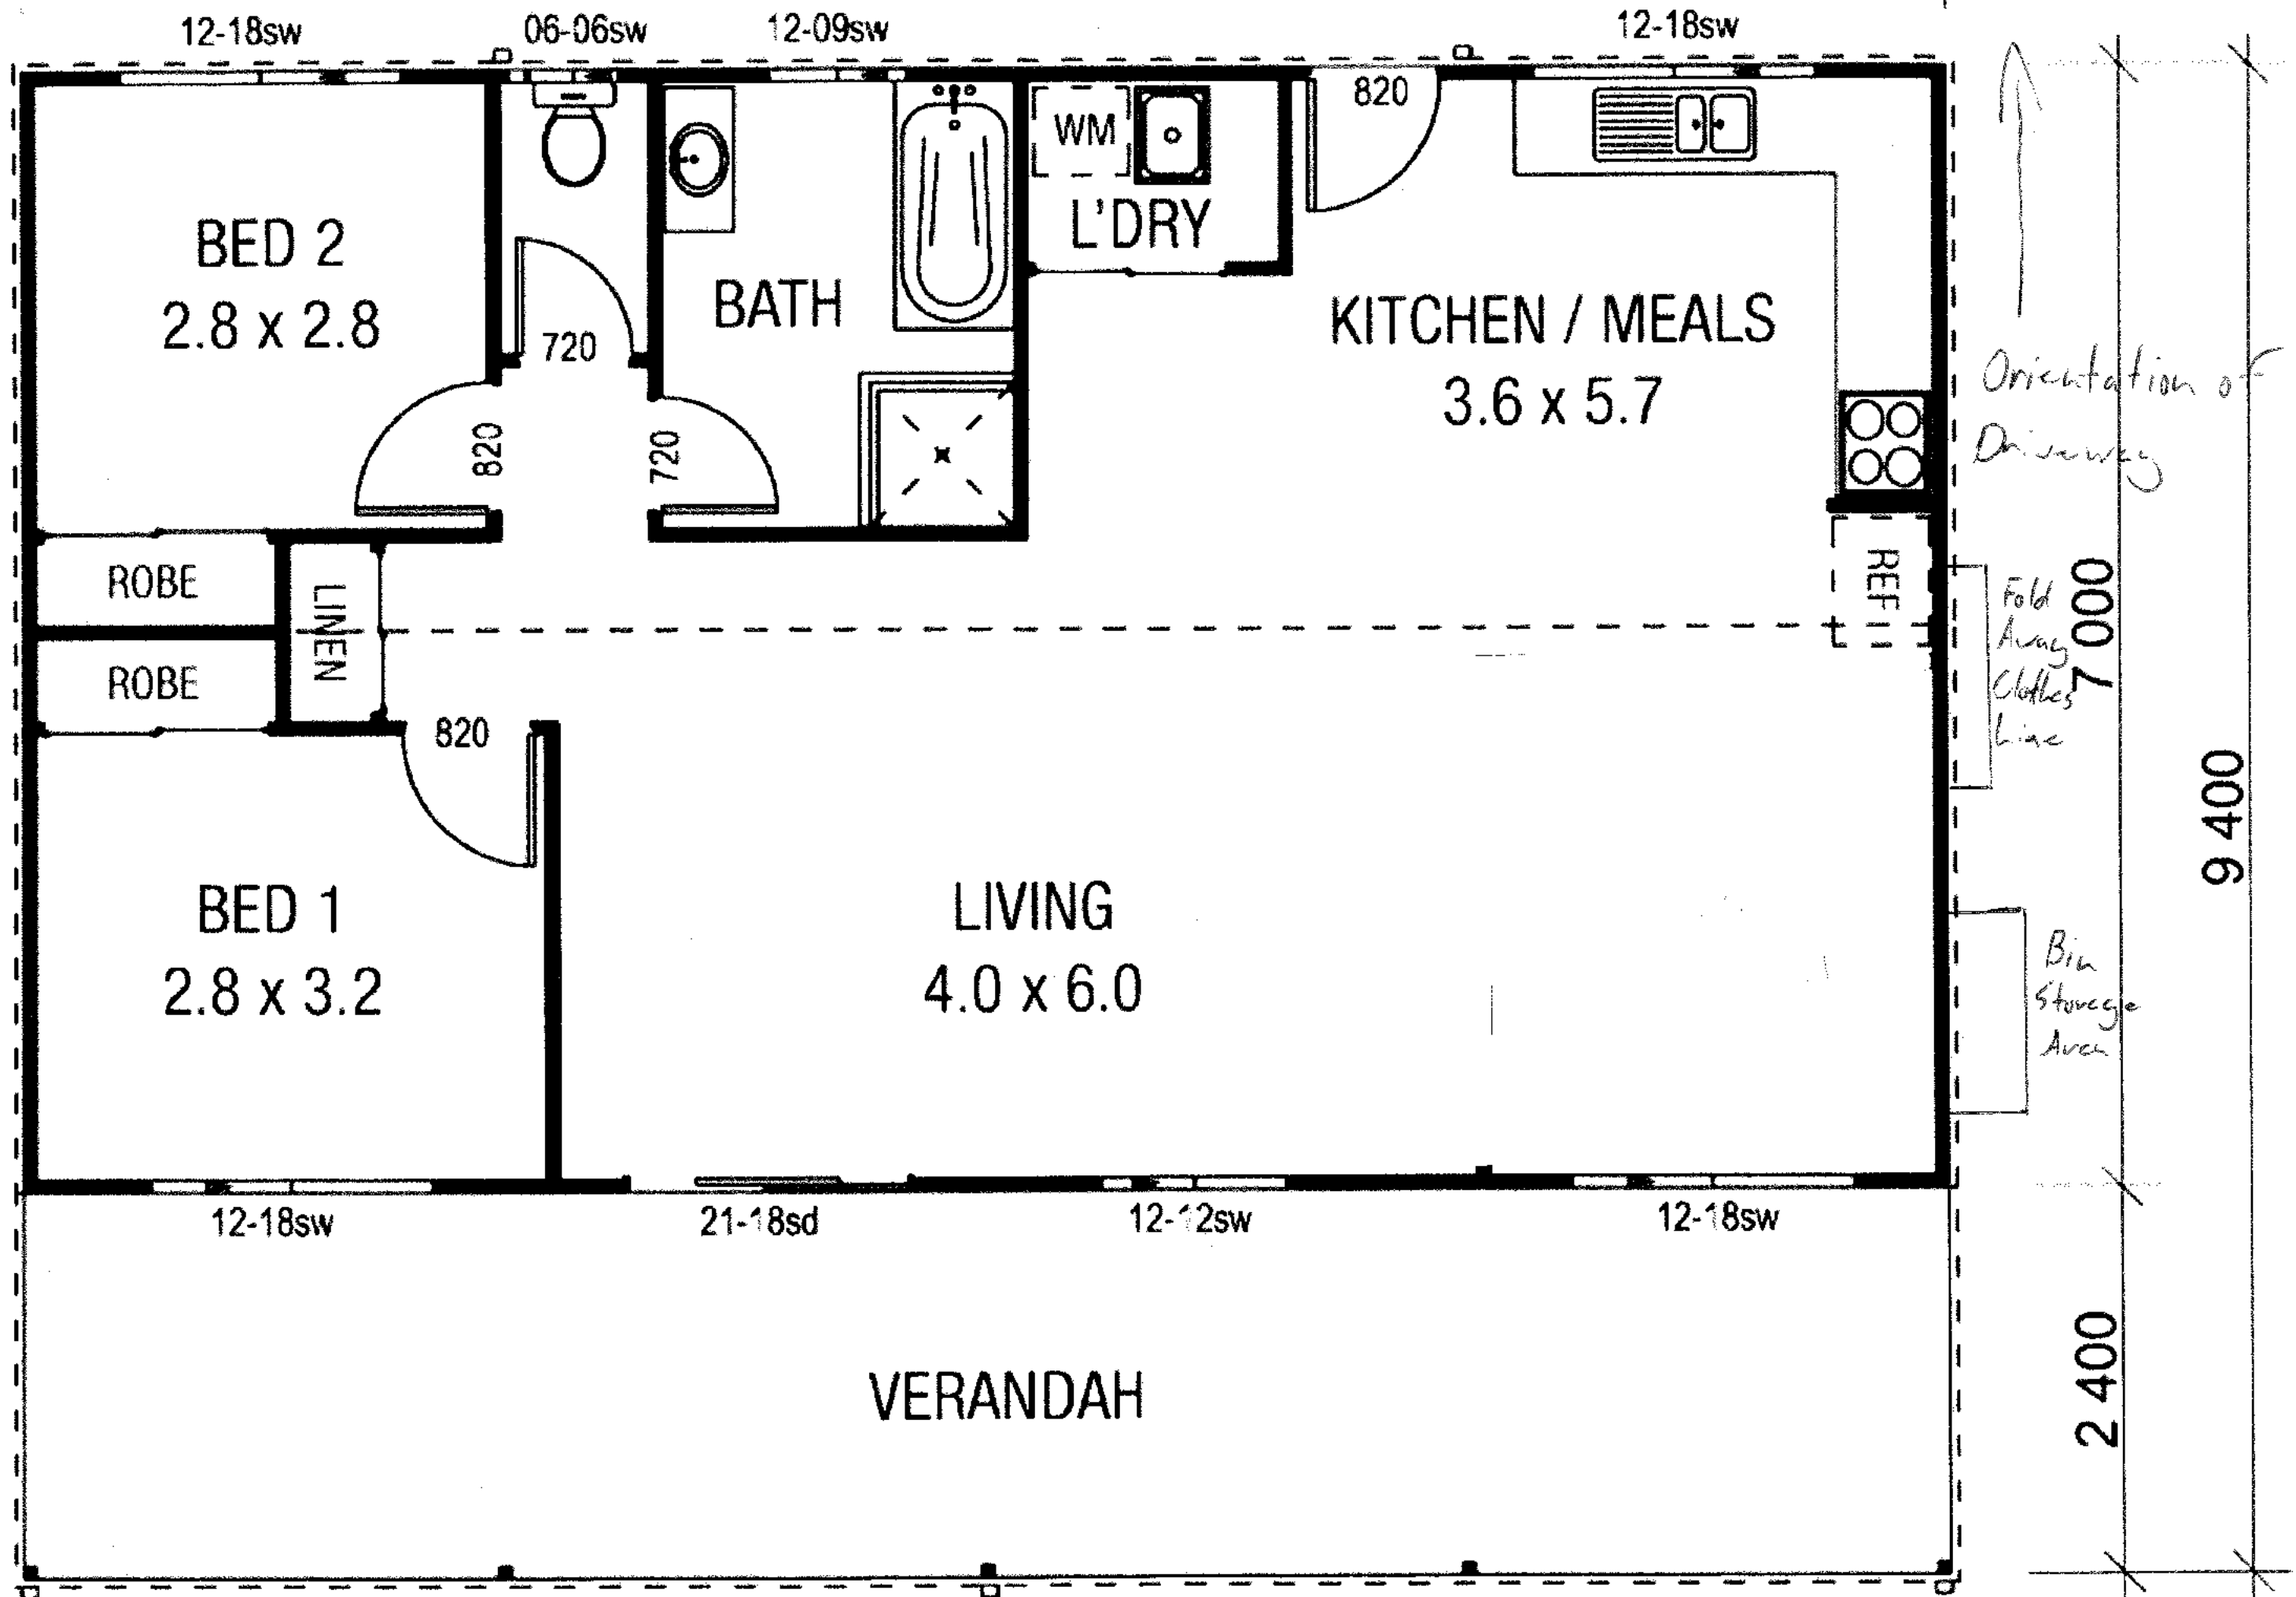 12-18sw
06-06sw
12-09sw
12-18sw
820
WM
L'DRY
BED 2
2.8 x 2.8
720
BATH
KITCHEN / MEALS
3.6 x 5.7
820
720
Orientation of
Driveway
ROBE
LINEN
REF
ROBE
820
Fold
Away
Clothes
Line
7 000
9 400
BED 1
2.8 x 3.2
LIVING
4.0 x 6.0
Bin
Storage
Area
12-18sw
21-18sd
12-12sw
12-18sw
VERANDAH
2 400